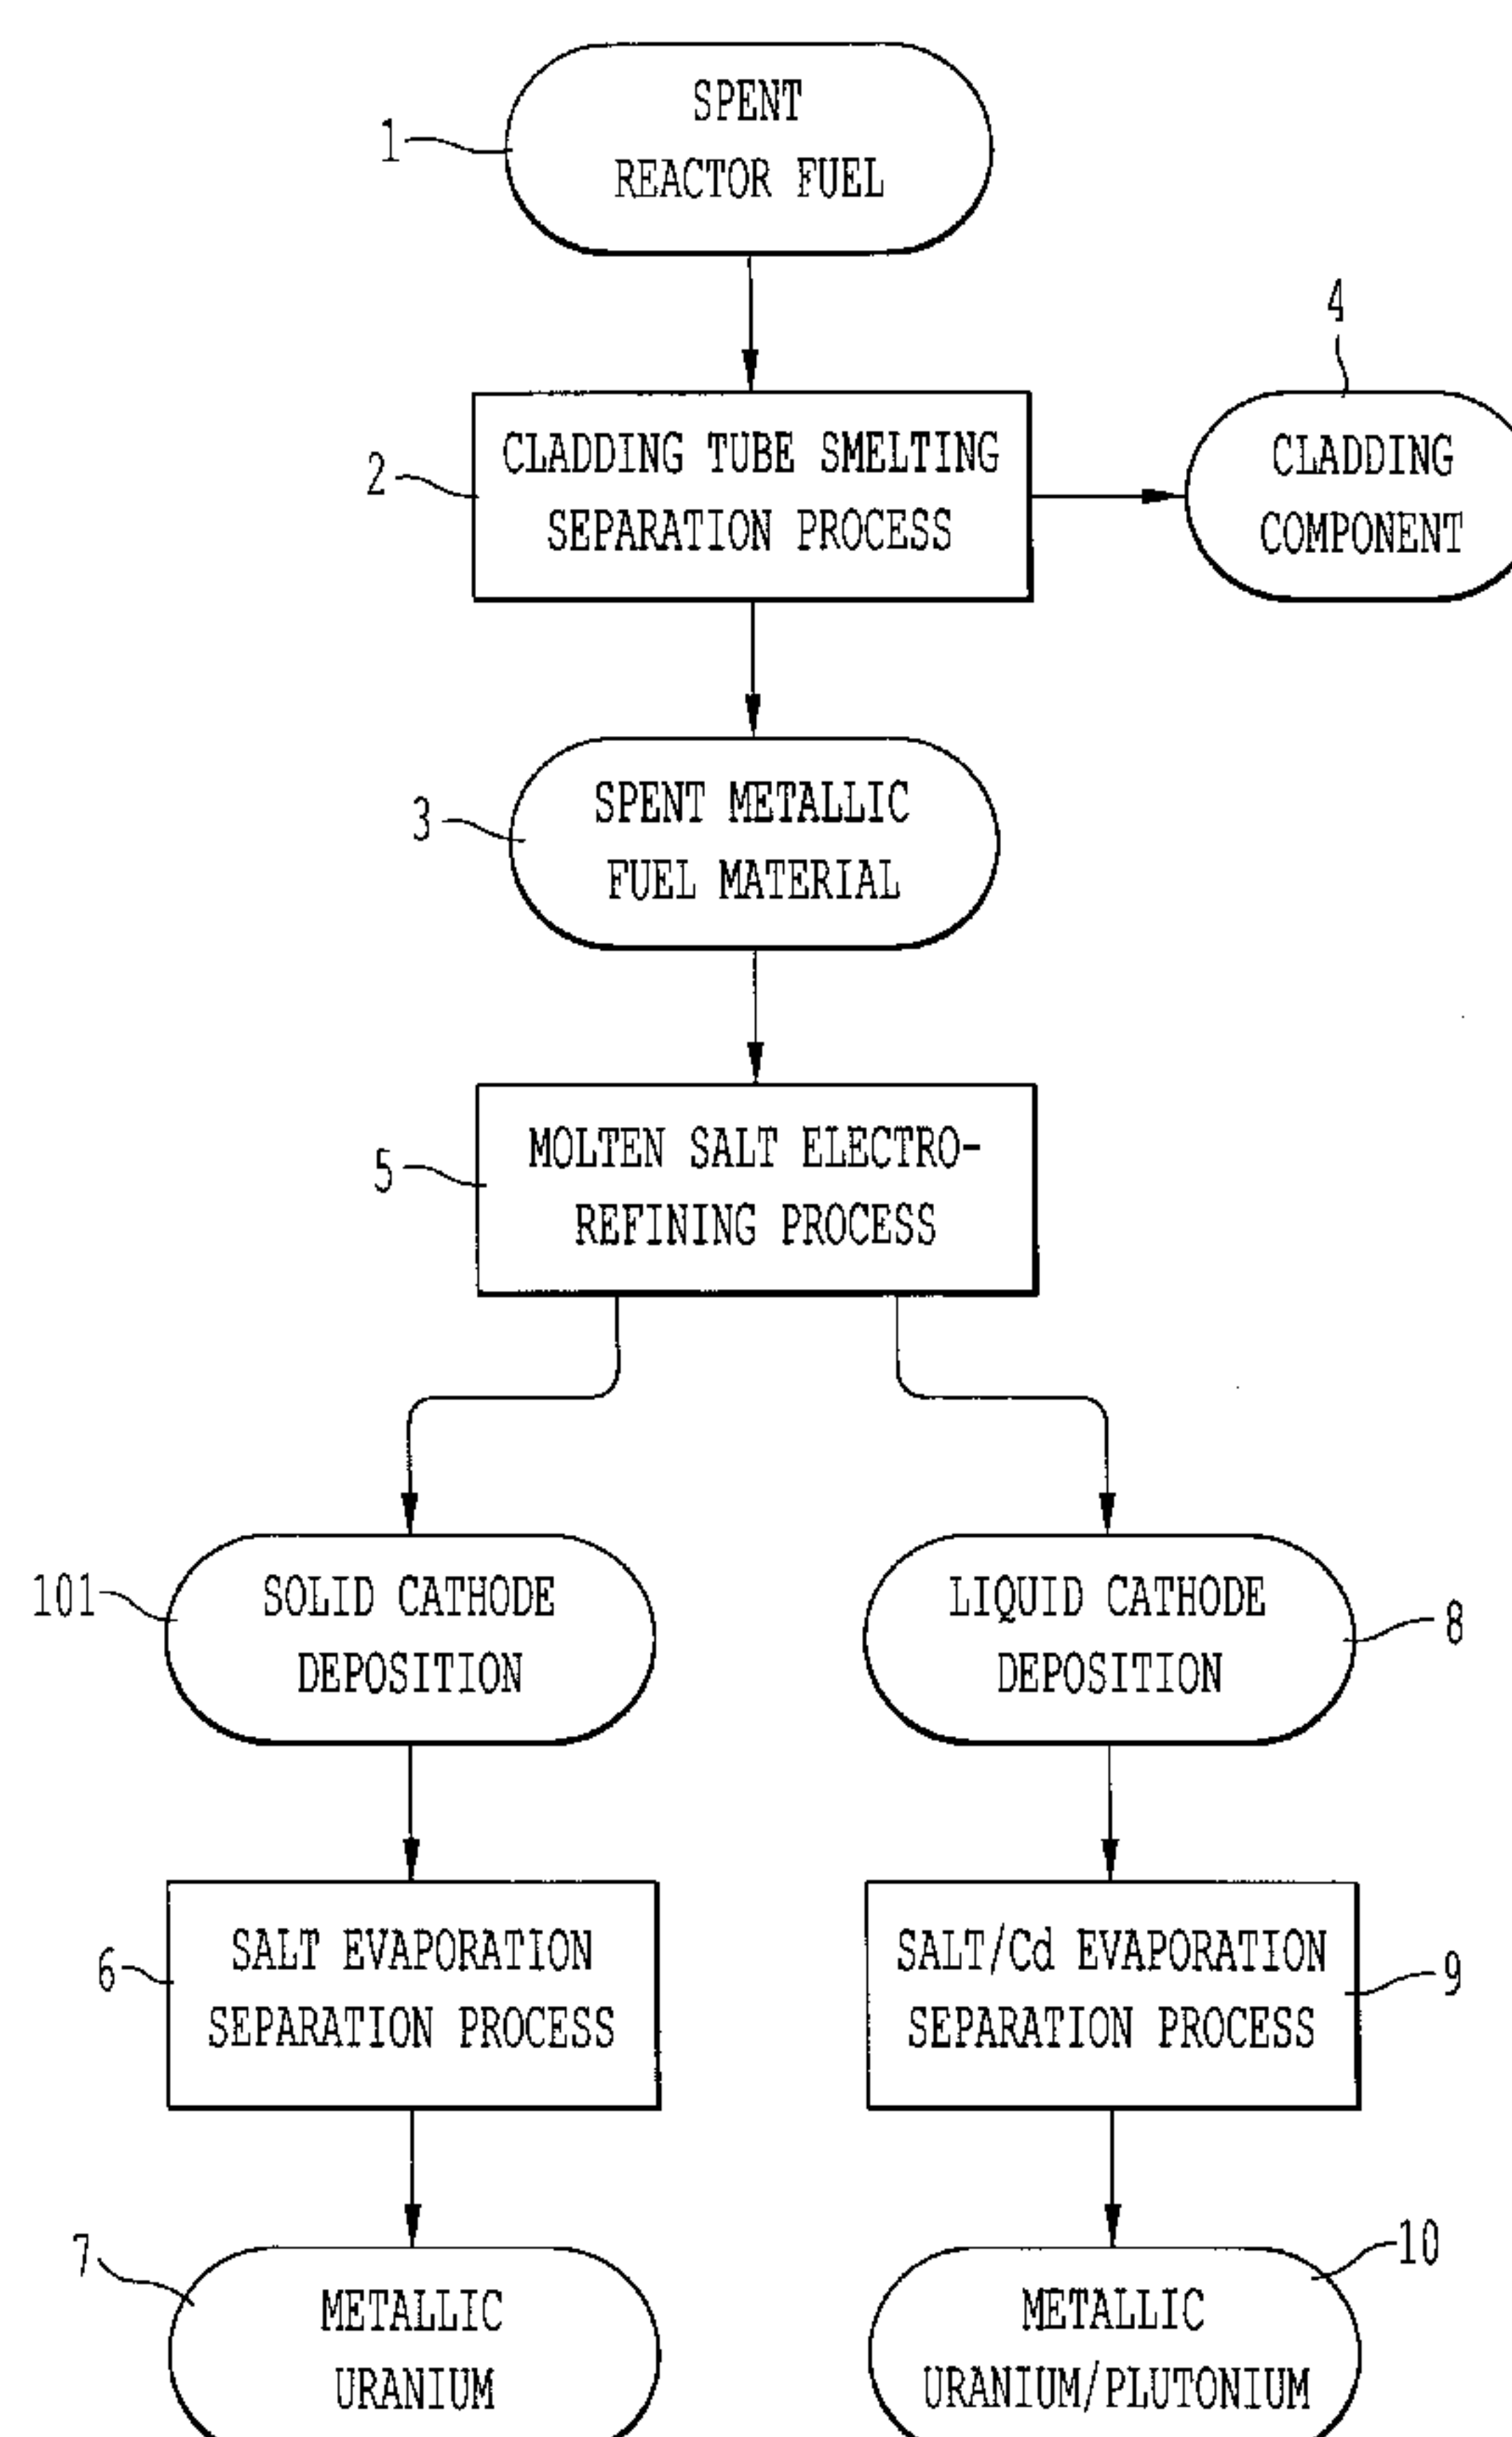 1
SPENT
REACTOR FUEL
4
2
CLADDING TUBE SMELTING
SEPARATION PROCESS
CLADDING
COMPONENT
3
SPENT METALLIC
FUEL MATERIAL
5
MOLTEN SALT ELECTRO-
REFINING PROCESS
101
SOLID CATHODE
DEPOSITION
LIQUID CATHODE
DEPOSITION
8
6
SALT EVAPORATION
SEPARATION PROCESS
SALT/Cd EVAPORATION
SEPARATION PROCESS
9
7
METALLIC
URANIUM
10
METALLIC
URANIUM/PLUTONIUM